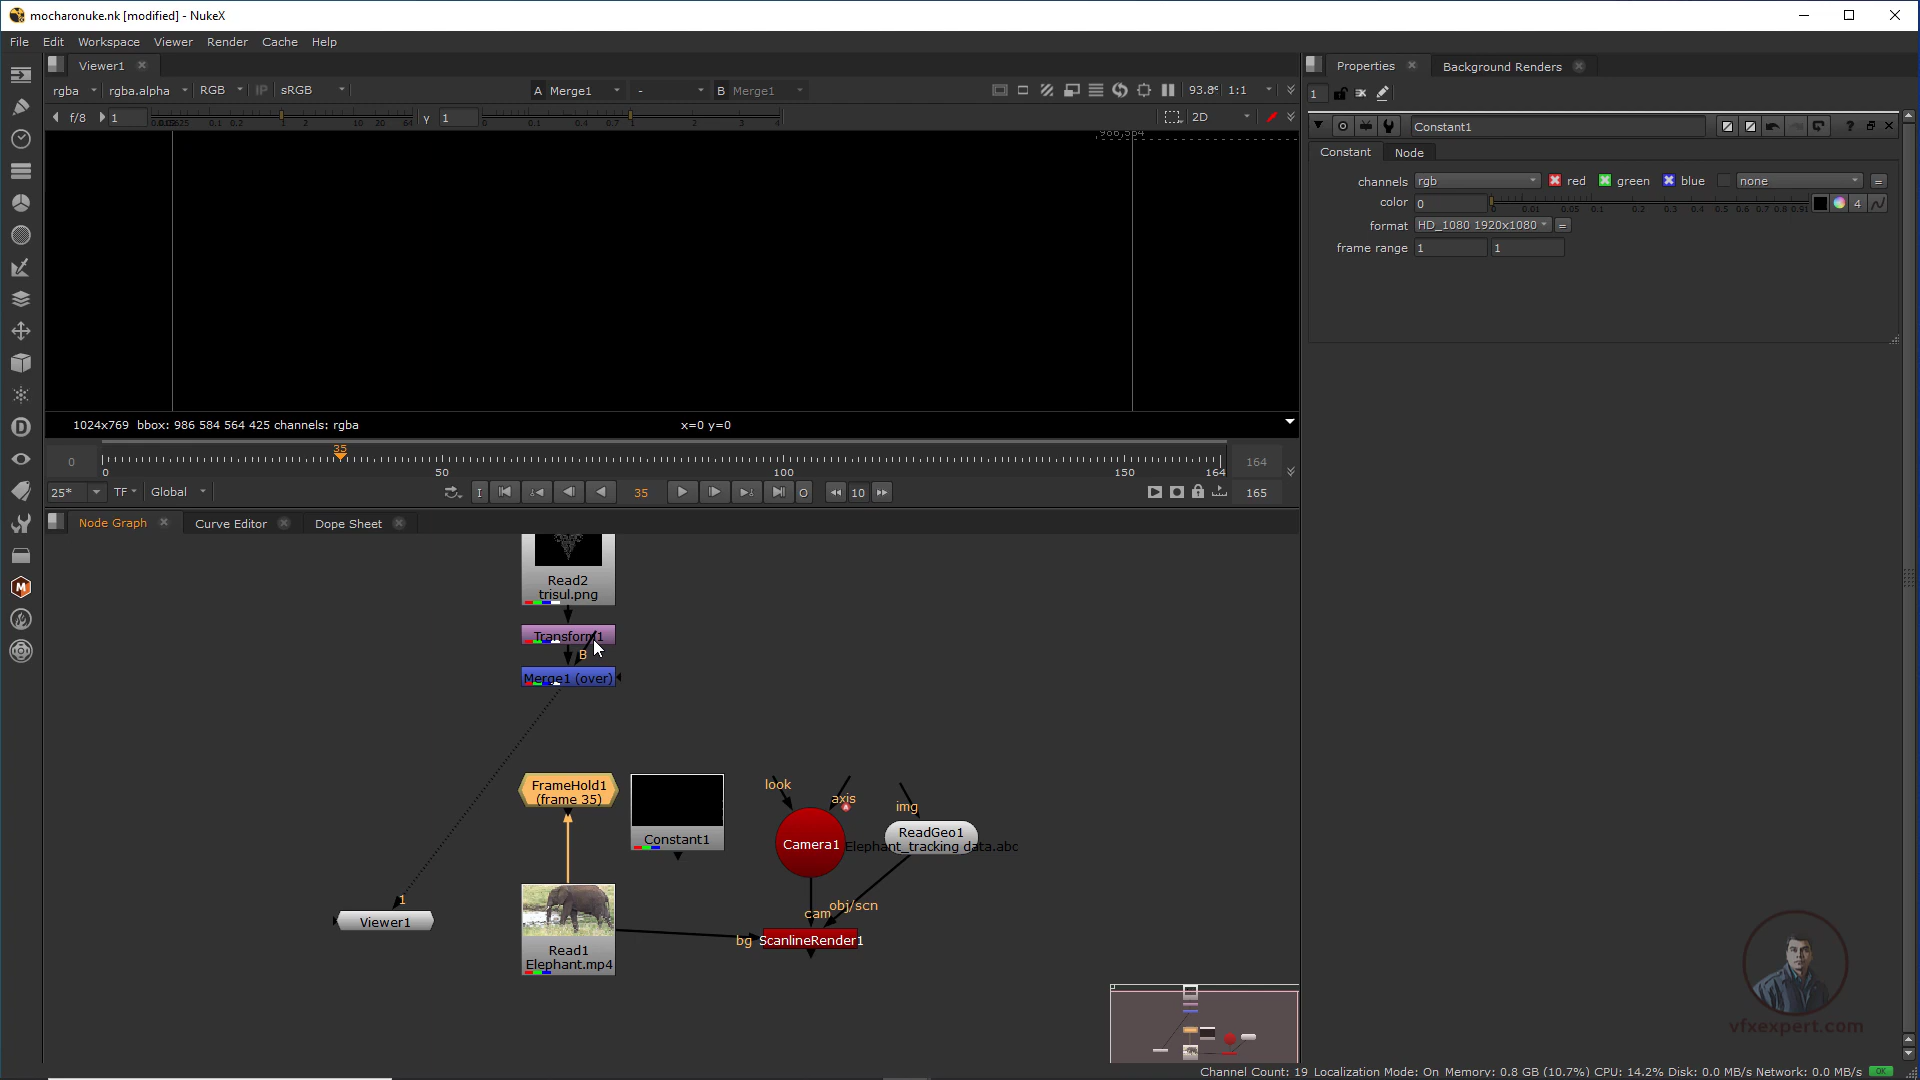 mocharonuke.nk [modified] - NukeX
File Edit Workspace Viewer Render Cache Help
Viewer1
rgba rgba.alpha RGB IP sRGB A Merge1 - B Merge1 1:1
f/8 1 y 1 2D
986,584
1024x769 bbox: 986 584 564 425 channels: rgba x=0 y=0
0 35 0 50 100 150 164 164
25* TF Global I 35 O 10 165
Node Graph Curve Editor Dope Sheet
Read2
trisul.png
Transform1
B
Merge1 (over)
FrameHold1
(frame 35)
Constant1
look
axis
img
Camera1
ReadGeo1
Elephant_tracking data.abc
1
Viewer1
Read1
Elephant.mp4
cam
obj/scn
bg
ScanlineRender1
Properties Background Renders
1
Constant1
Constant Node
channels rgb red green blue none =
color 0 4
format HD_1080 1920x1080 =
frame range 1 1
M
D
vfxexpert.com
Channel Count: 19 Localization Mode: On Memory: 0.8 GB (10.7%) CPU: 14.2% Disk: 0.0 MB/s Network: 0.0 MB/s OK